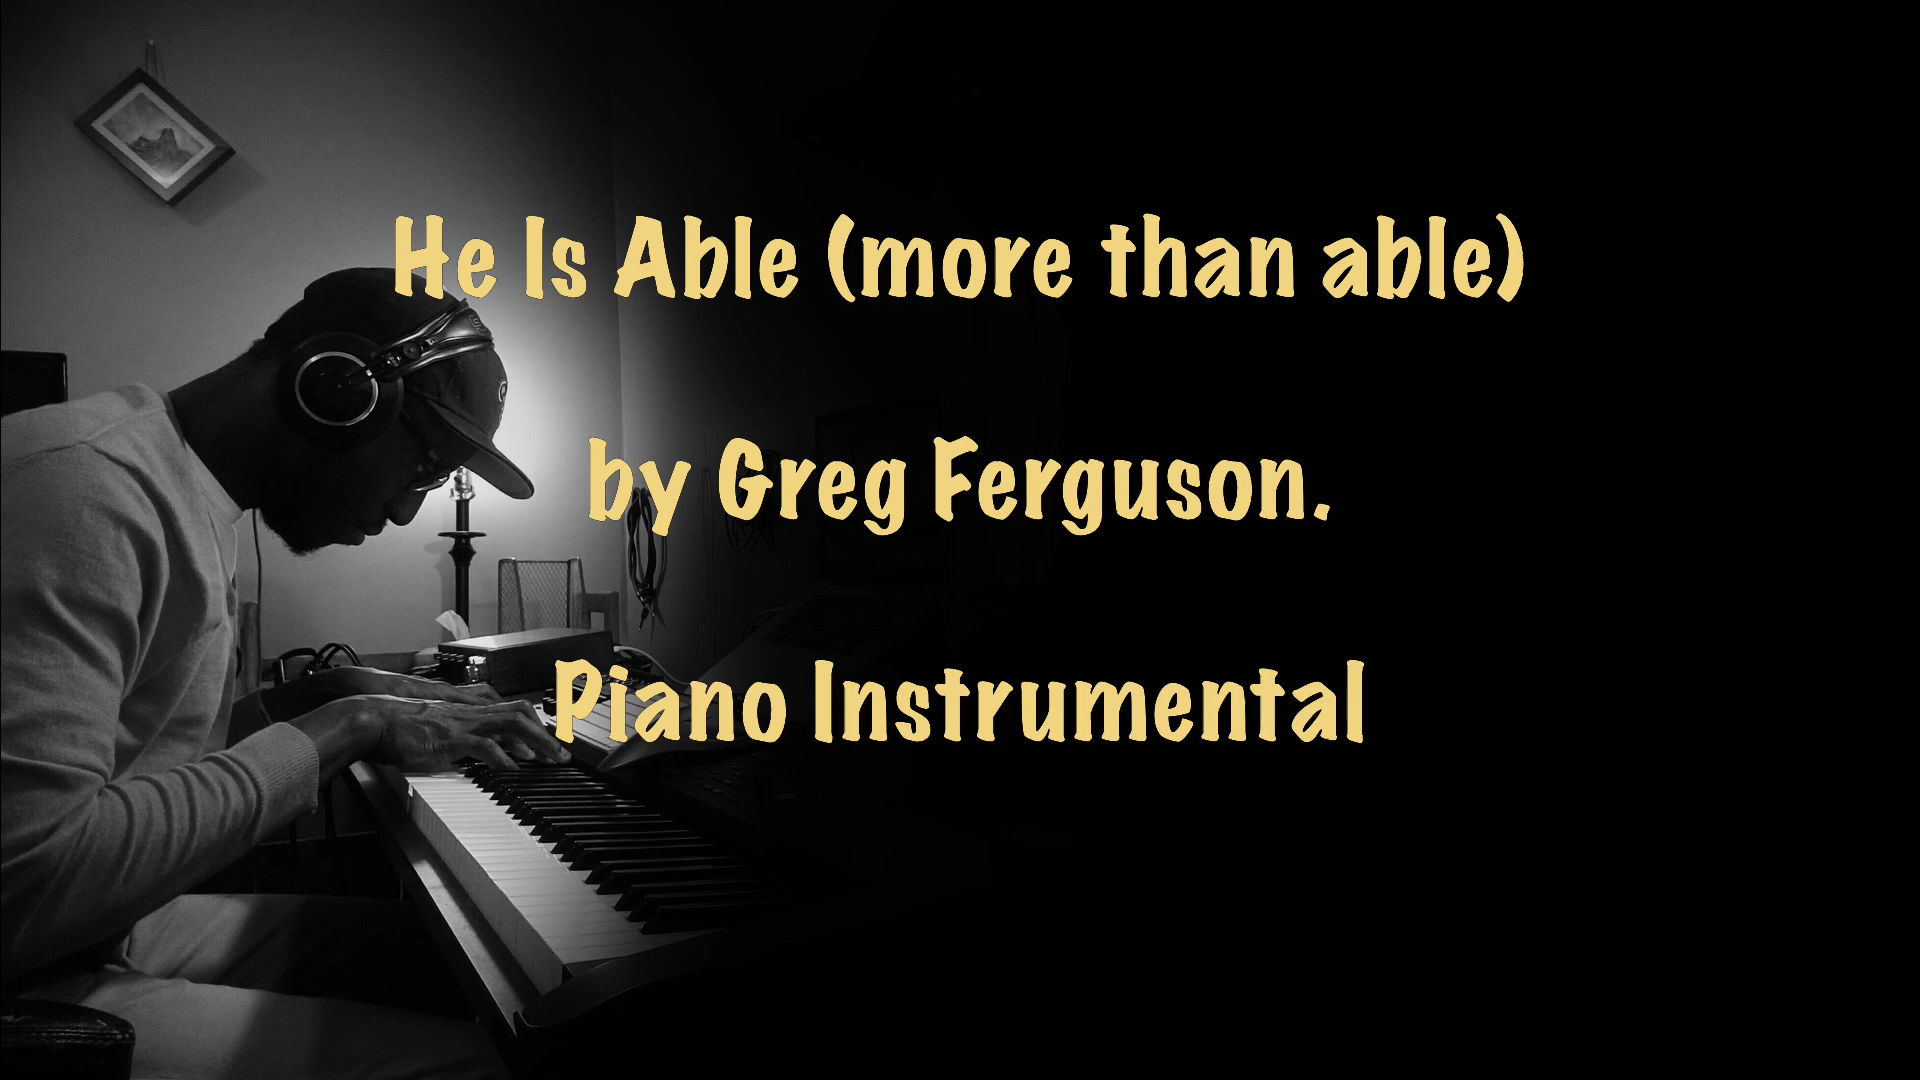 He Is Able (more than able)
by Greg Ferguson.
Piano Instrumental